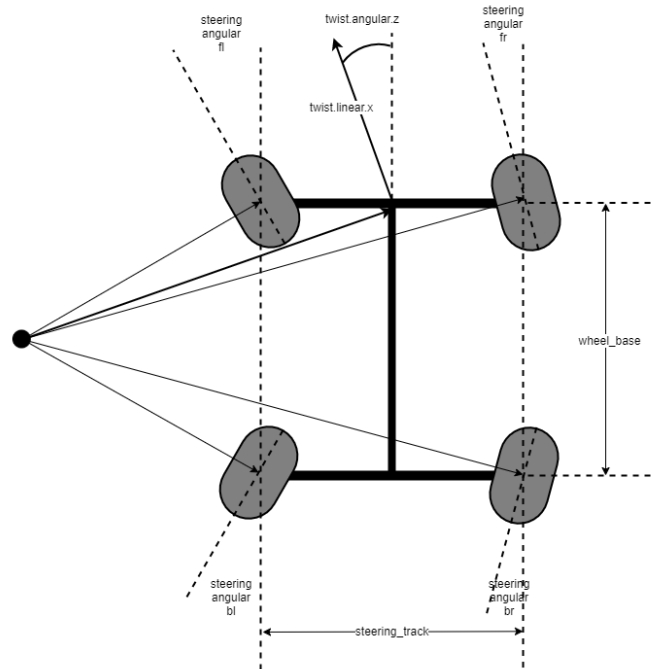 steering
angular
fl
twist.angular.z
steering
angular
fr
twist.linear.x
wheel_base
steering
angular
bl
steering
angular
br
steering_track